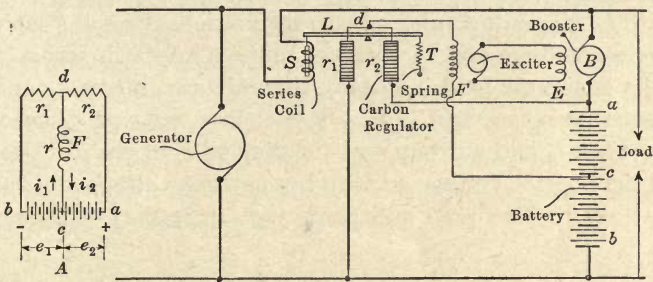 d
r₁ r₂
r F
i₁ i₂
b a
- c +
e₁ e₂
A
Generator
L d
S r₁ r₂ T F
Series
Coil
Spring
Carbon
Regulator
Exciter
E
Booster
B
a
c
Battery
b
Load